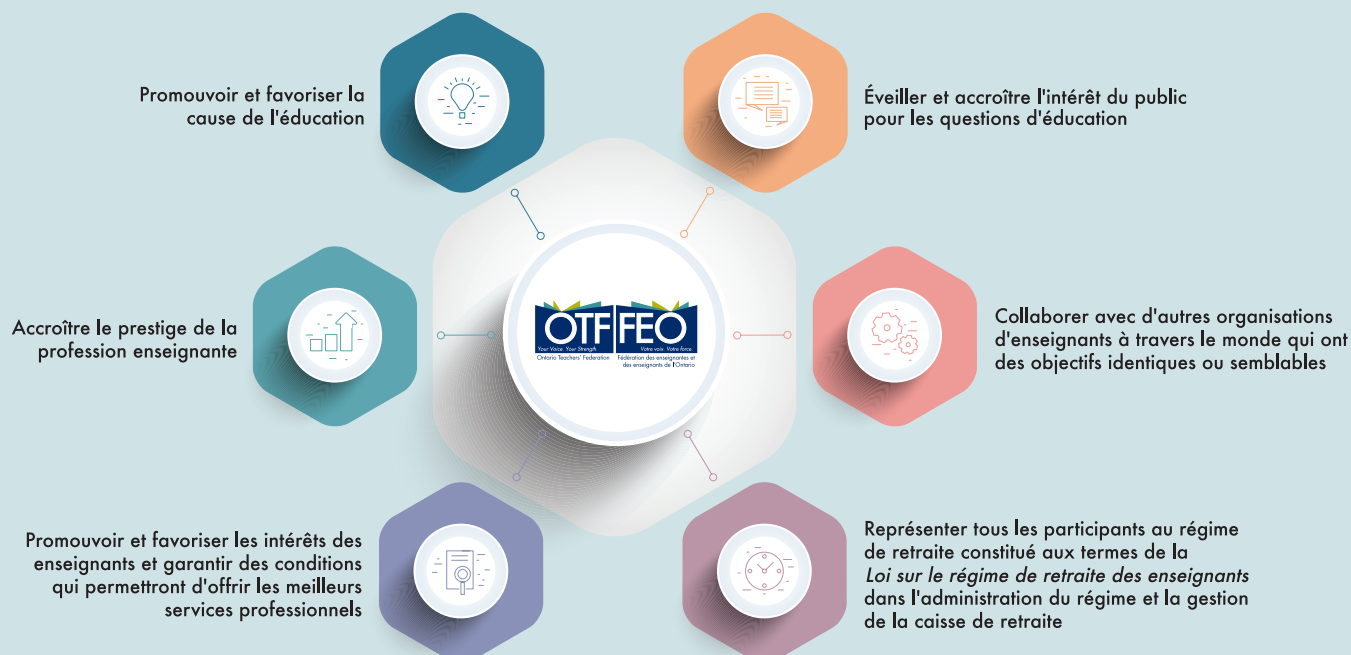 Promouvoir et favoriser la
cause de l'éducation
Éveiller et accroître l'intérêt du public
pour les questions d'éducation
Accroître le prestige de la
profession enseignante
OTF FEO
Your Voice. Your Strength
Votre voix. Votre force
Ontario Teachers' Federation
Fédération des enseignantes et
des enseignants de l'Ontario
Collaborer avec d'autres organisations
d'enseignants à travers le monde qui ont
des objectifs identiques ou semblables
Promouvoir et favoriser les intérêts des
enseignants et garantir des conditions
qui permettront d'offrir les meilleurs
services professionnels
Représenter tous les participants au régime
de retraite constitué aux termes de la
Loi sur le régime de retraite des enseignants
dans l'administration du régime et la gestion
de la caisse de retraite